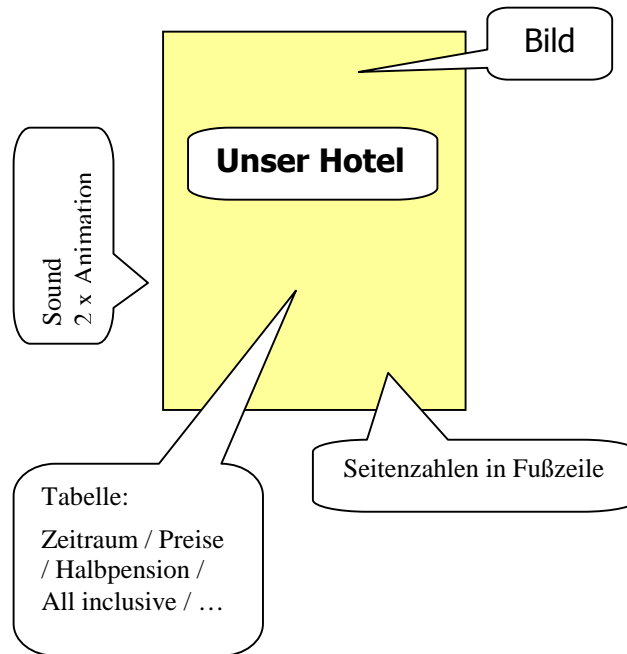 Bild
Unser Hotel
Sound
2 x Animation
Seitenzahlen in Fußzeile
Tabelle:
Zeitraum / Preise
/ Halbpension /
All inclusive / …